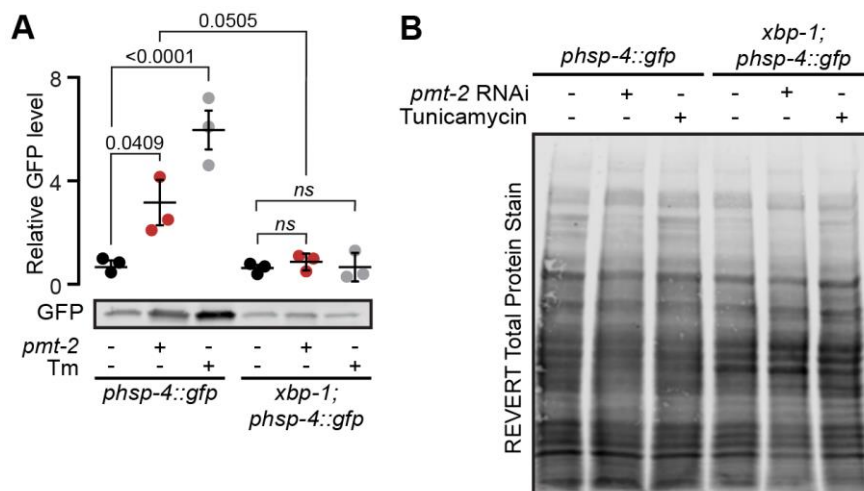 A
0.0505
<0.0001
0.0409
ns
ns
8
4
0
Relative GFP level
GFP
pmt-2 - + - - + -
Tm - - + - - +
phsp-4::gfp
xbp-1;
phsp-4::gfp
B
phsp-4::gfp
xbp-1;
phsp-4::gfp
pmt-2 RNAi - + - - + -
Tunicamycin - - + - - +
REVERT Total Protein Stain